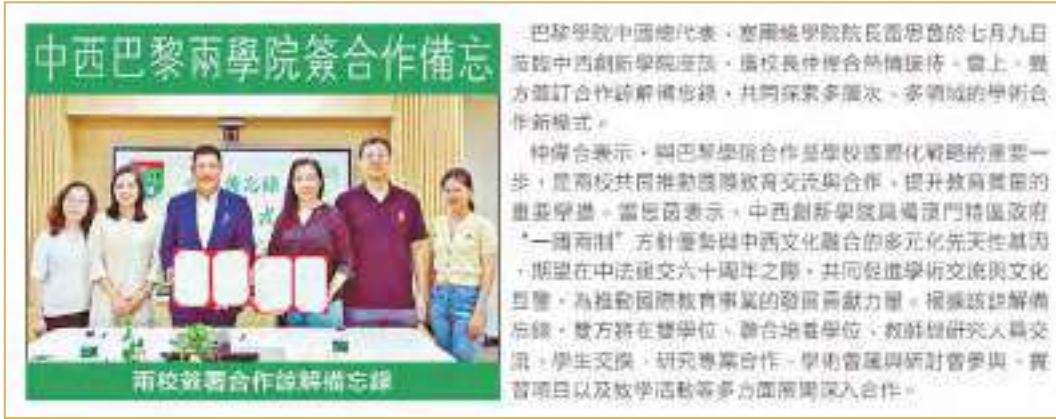 中西巴黎兩學院簽合作備忘
備忘錄
式
兩校簽署合作諒解備忘錄
巴黎學院中國總代表、塞爾維學院院長雷思茵於七月九日
蒞臨中西創新學院座談，獲校長仲偉合熱情接待。會上，雙
方簽訂合作諒解備忘錄，共同探索多層次、多領域的學術合
作新模式。
仲偉合表示，與巴黎學院合作是學校國際化戰略的重要一
步，是兩校共同推動國際教育交流與合作、提升教育質量的
重要舉措。雷思茵表示，中西創新學院具備澳門特區政府
“一國兩制”方針優勢與中西文化融合的多元化先天性基因
，期望在中法建交六十周年之際，共同促進學術交流與文化
互鑒，為推動國際教育事業的發展貢獻力量。根據該諒解備
忘錄，雙方將在雙學位、聯合培養學位、教師與研究人員交
流、學生交換、研究專業合作、學術會議與研討會參與、實
習項目以及教學活動等多方面展開深入合作。